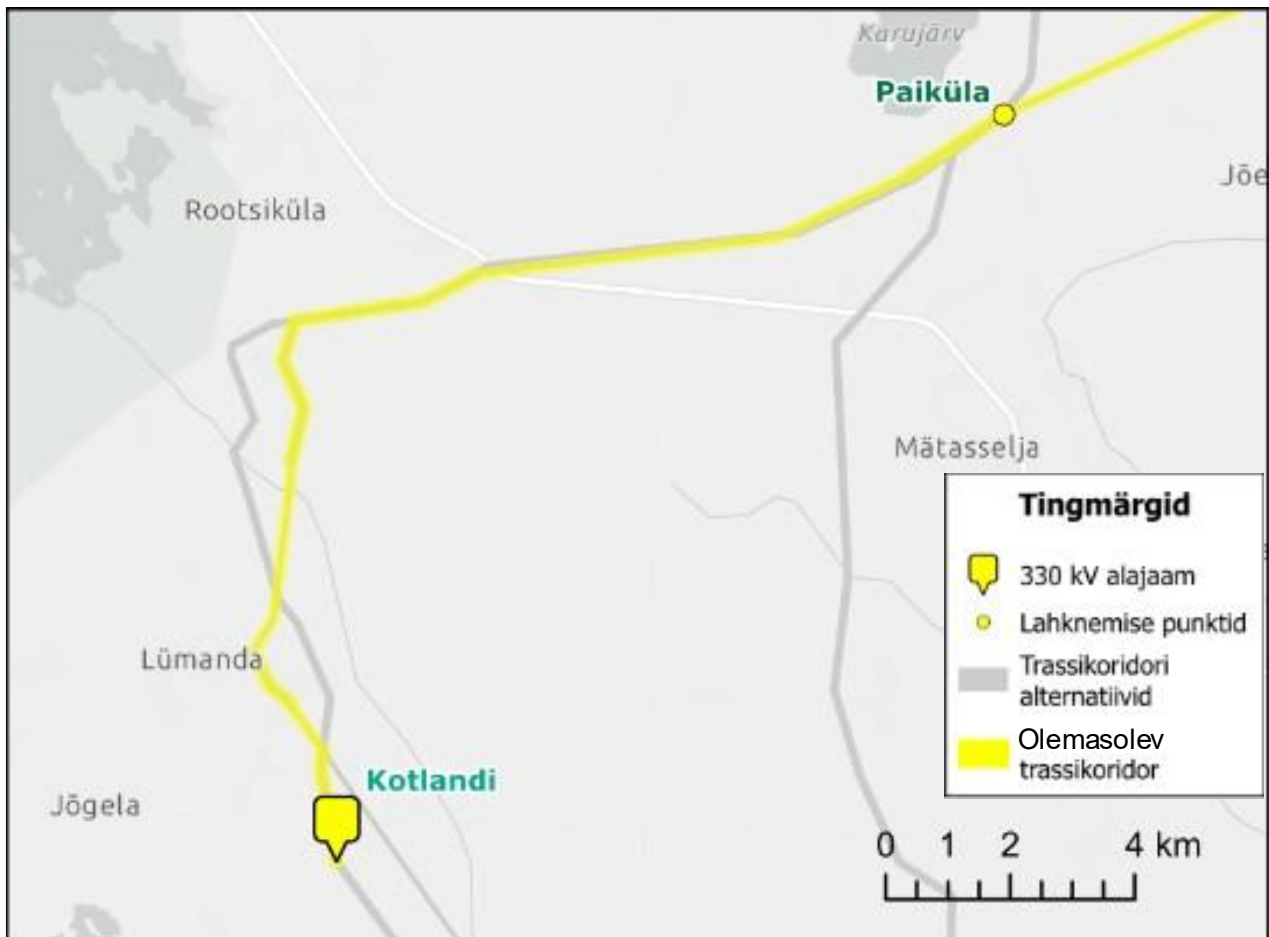 Karujärv
Paiküla
Jõe
Rootsiküla
Mätasselja
Tingmärgid
330 kV alajaam
Lahknemise punktid
Trassikoridori
alternatiivid
Olemasolev
trassikoridor
Lümanda
Kotlandi
Jõgela
0 1 2 4 km